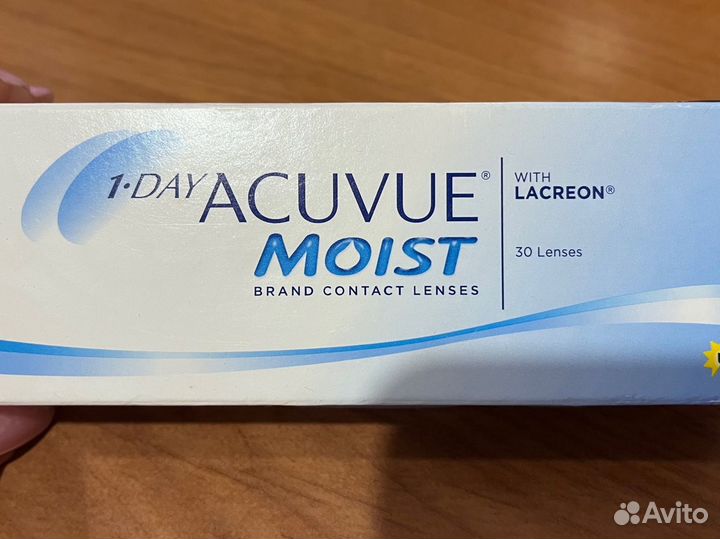 1·DAY ACUVUE®
MOIST
BRAND CONTACT LENSES
WITH
LACREON®
30 Lenses
Avito